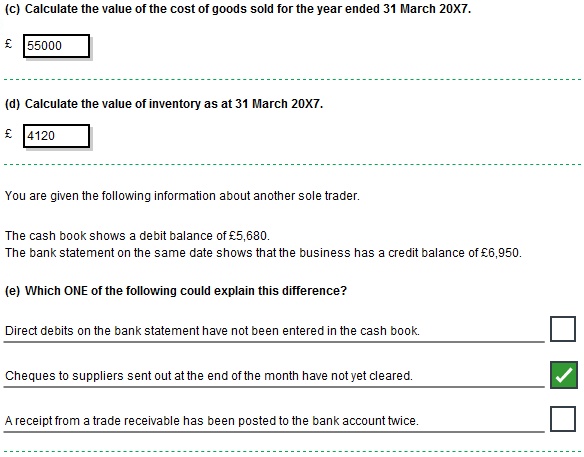 (c) Calculate the value of the cost of goods sold for the year ended 31 March 20X7.
£ 55000
(d) Calculate the value of inventory as at 31 March 20X7.
£ 4120
You are given the following information about another sole trader.
The cash book shows a debit balance of £5,680.
The bank statement on the same date shows that the business has a credit balance of £6,950.
(e) Which ONE of the following could explain this difference?
Direct debits on the bank statement have not been entered in the cash book.
Cheques to suppliers sent out at the end of the month have not yet cleared.
A receipt from a trade receivable has been posted to the bank account twice.